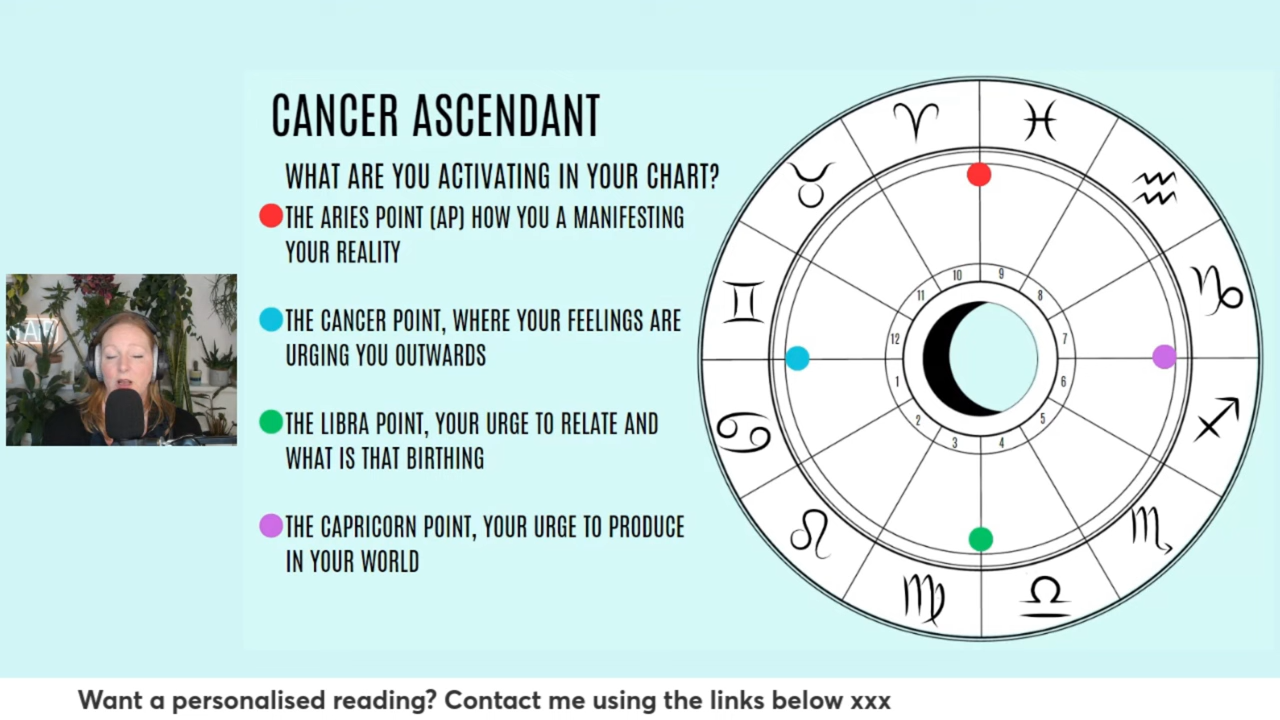 CANCER ASCENDANT
WHAT ARE YOU ACTIVATING IN YOUR CHART?
THE ARIES POINT (AP) HOW YOU A MANIFESTING
YOUR REALITY
THE CANCER POINT, WHERE YOUR FEELINGS ARE
URGING YOU OUTWARDS
THE LIBRA POINT, YOUR URGE TO RELATE AND
WHAT IS THAT BIRTHING
THE CAPRICORN POINT, YOUR URGE TO PRODUCE
IN YOUR WORLD
♈ ♓
♉ ♒
♊ ♑
♋ ♐
♌ ♏
♍ ♎
10 9
11 8
12 7
1 6
2 5
3 4
Want a personalised reading? Contact me using the links below xxx